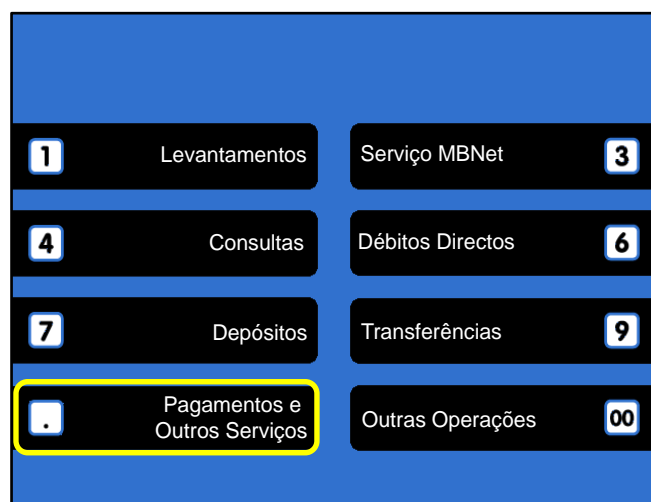 1 Levantamentos
Serviço MBNet 3
4 Consultas
Débitos Directos 6
7 Depósitos
Transferências 9
. Pagamentos e
Outros Serviços
Outras Operações 00